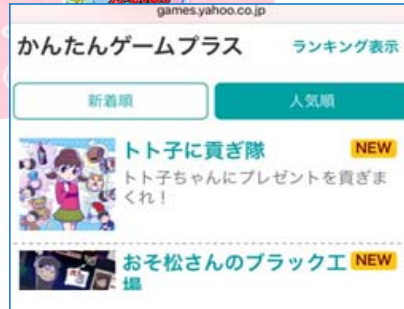 games.yahoo.co.jp
かんたんゲームプラス
ランキング表示
新着順
人気順
トト子に貢ぎ隊
NEW
トト子ちゃんにプレゼントを貢ぎま
くれ！
おそ松さんのブラック工
NEW
場